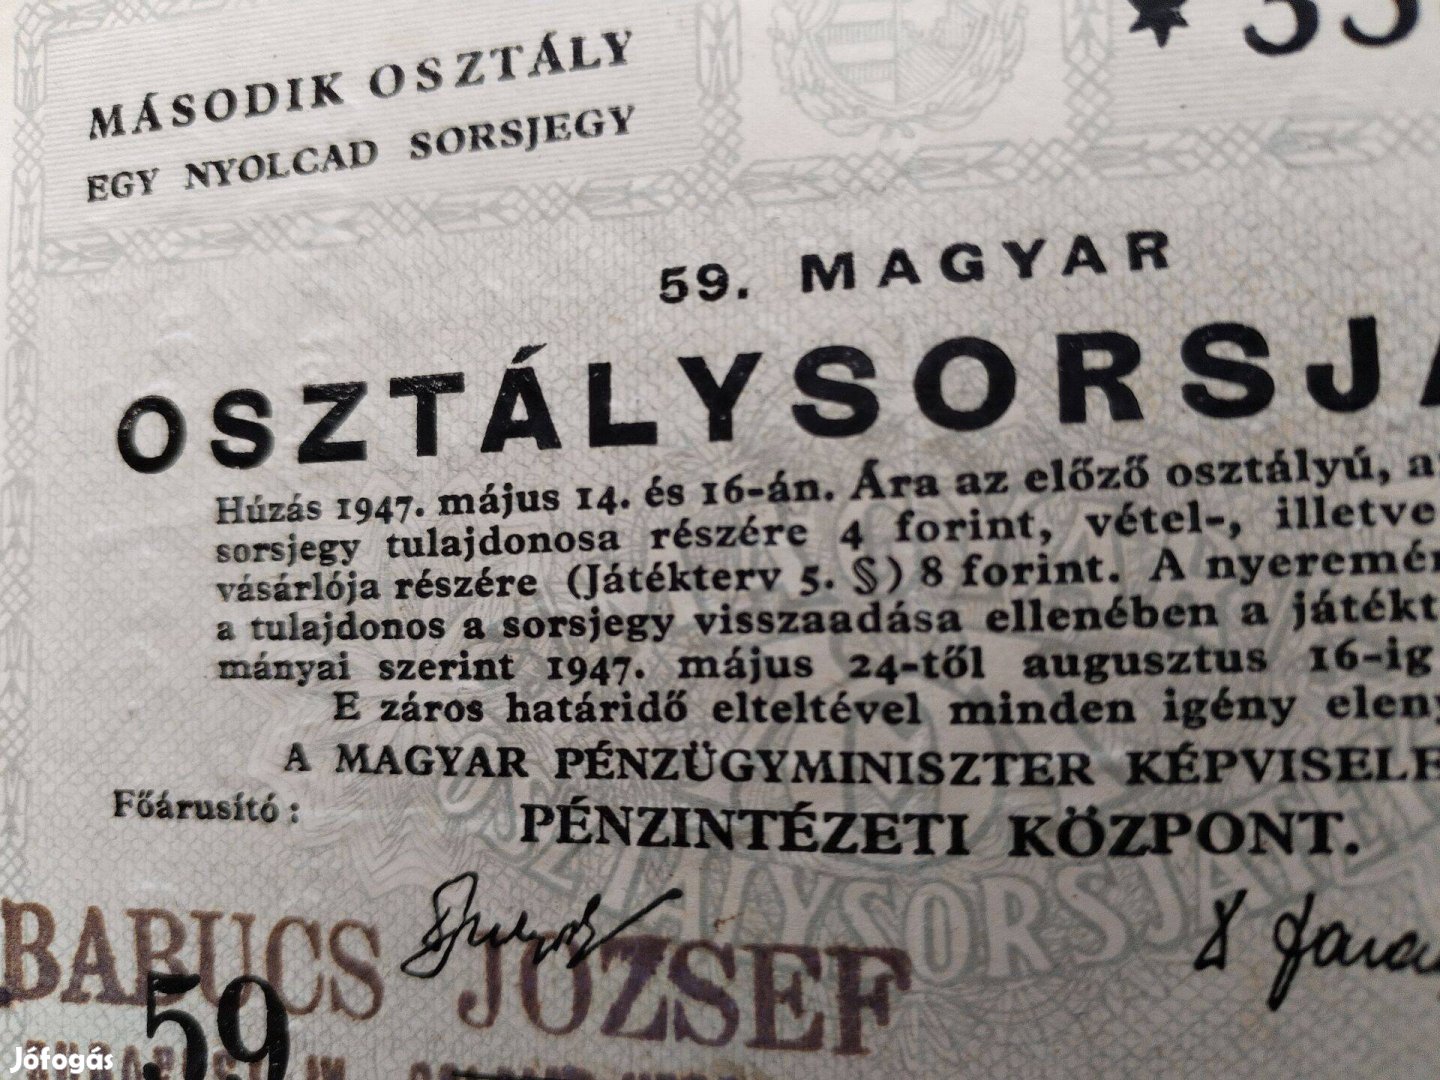 MÁSODIK OSZTÁLY
EGY NYOLCAD SORSJEGY
59. MAGYAR
OSZTÁLYSORSJÁ
Húzás 1947. május 14. és 16-án. Ára az előző osztályú, a
sorsjegy tulajdonosa részére 4 forint, vétel-, illetve
vásárlója részére (Játékterv 5. §) 8 forint. A nyeremén
a tulajdonos a sorsjegy visszaadása ellenében a játékt
mányai szerint 1947. május 24-től augusztus 16-ig
E záros határidő elteltével minden igény eleny
A MAGYAR PÉNZÜGYMINISZTER KÉPVISELE
Főárusító: PÉNZINTÉZETI KÖZPONT.
OSZTÁLYSORSJÁTÉK
BABUCS JÓZSEF
59
Jófogás